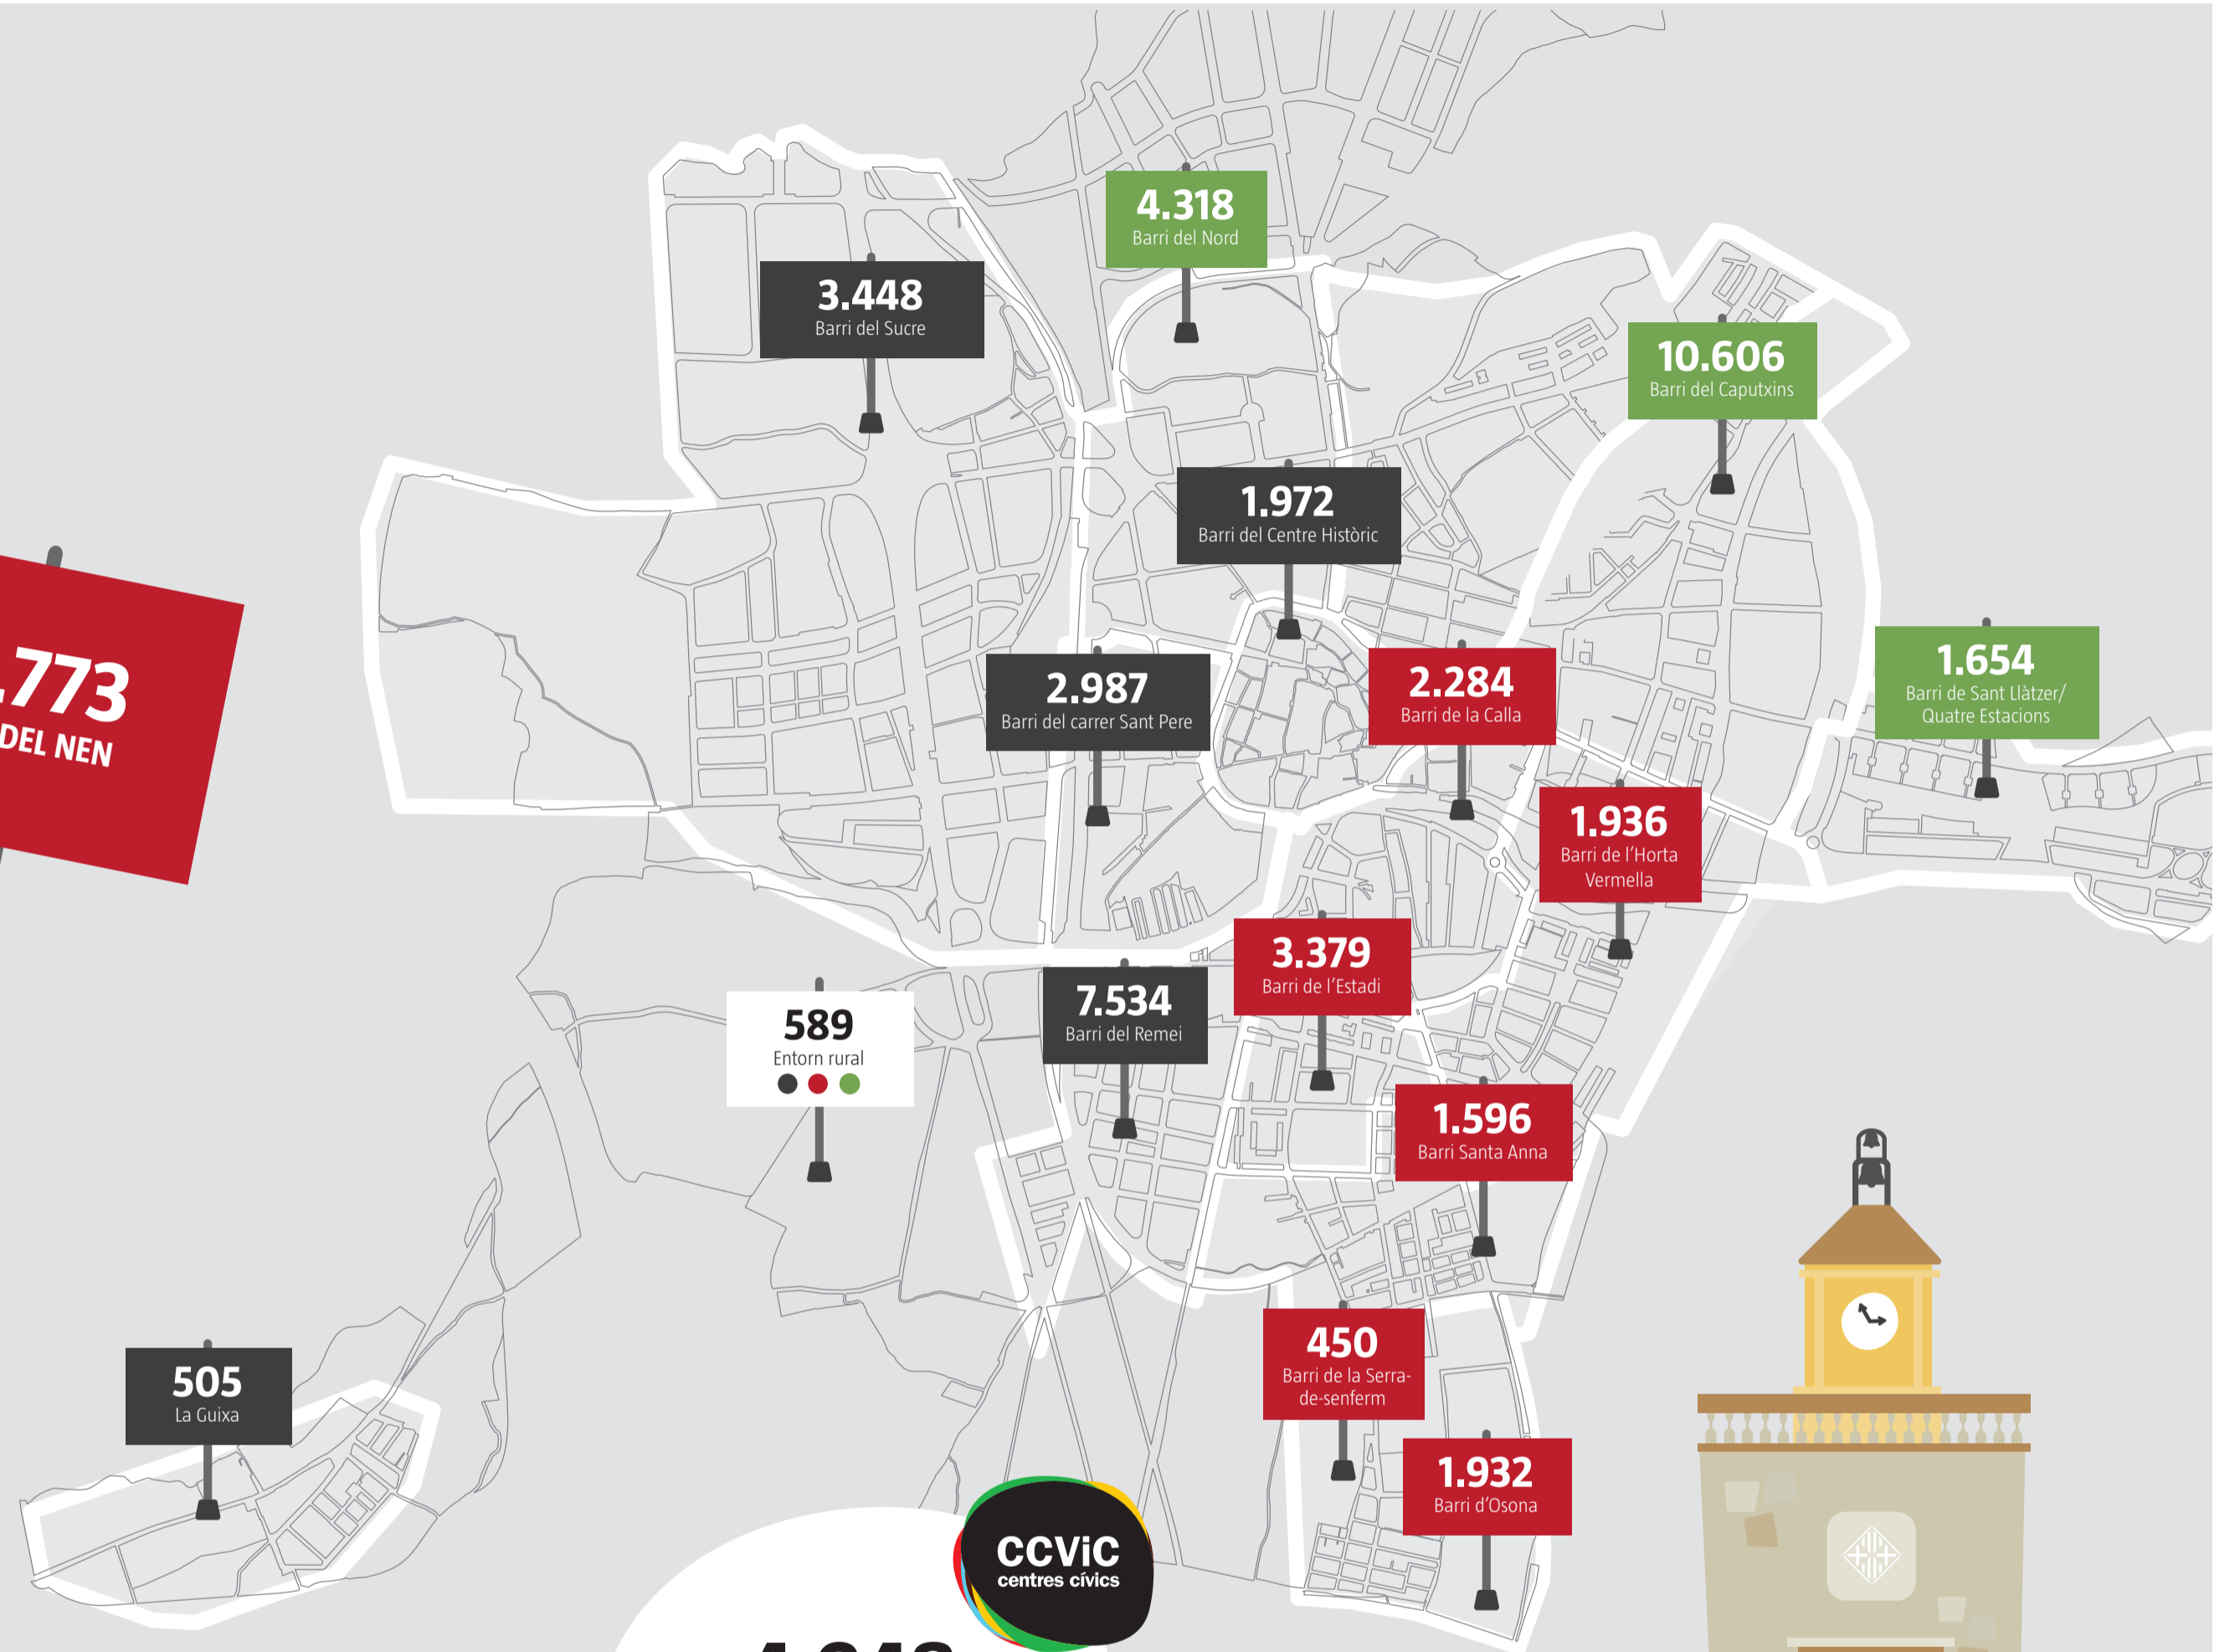 4.318
Barri del Nord
3.448
Barri del Sucre
10.606
Barri del Caputxins
1.972
Barri del Centre Històric
.773
DEL NEN
2.987
Barri del carrer Sant Pere
2.284
Barri de la Calla
1.654
Barri de Sant Llàtzer/
Quatre Estacions
1.936
Barri de l'Horta
Vermella
3.379
Barri de l'Estadi
7.534
Barri del Remei
589
Entorn rural
1.596
Barri Santa Anna
450
Barri de la Serra-
de-senferm
505
La Guixa
1.932
Barri d'Osona
CCViC
centres cívics